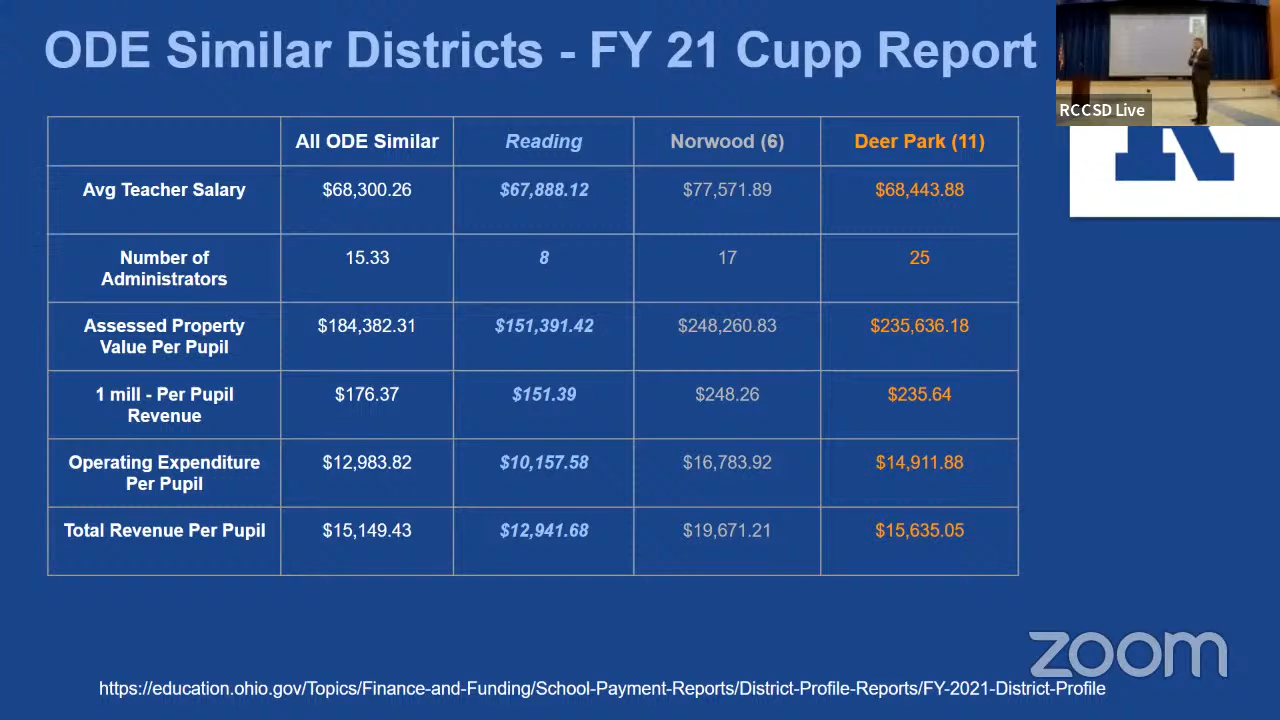 ODE Similar Districts - FY 21 Cupp Report
RCCSD Live
All ODE Similar
Reading
Norwood (6)
Deer Park (11)
Avg Teacher Salary
$68,300.26
$67,888.12
$77,571.89
$68,443.88
Number of
Administrators
15.33
8
17
25
Assessed Property
Value Per Pupil
$184,382.31
$151,391.42
$248,260.83
$235,636.18
1 mill - Per Pupil
Revenue
$176.37
$151.39
$248.26
$235.64
Operating Expenditure
Per Pupil
$12,983.82
$10,157.58
$16,783.92
$14,911.88
Total Revenue Per Pupil
$15,149.43
$12,941.68
$19,671.21
$15,635.05
zoom
https://education.ohio.gov/Topics/Finance-and-Funding/School-Payment-Reports/District-Profile-Reports/FY-2021-District-Profile